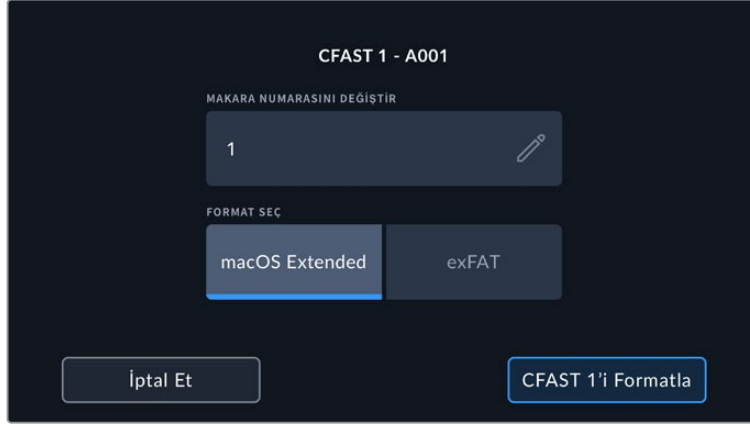 CFAST 1 - A001
MAKARA NUMARASINI DEĞİŞTİR
1
FORMAT SEÇ
macOS Extended exFAT
İptal Et CFAST 1’i Formatla